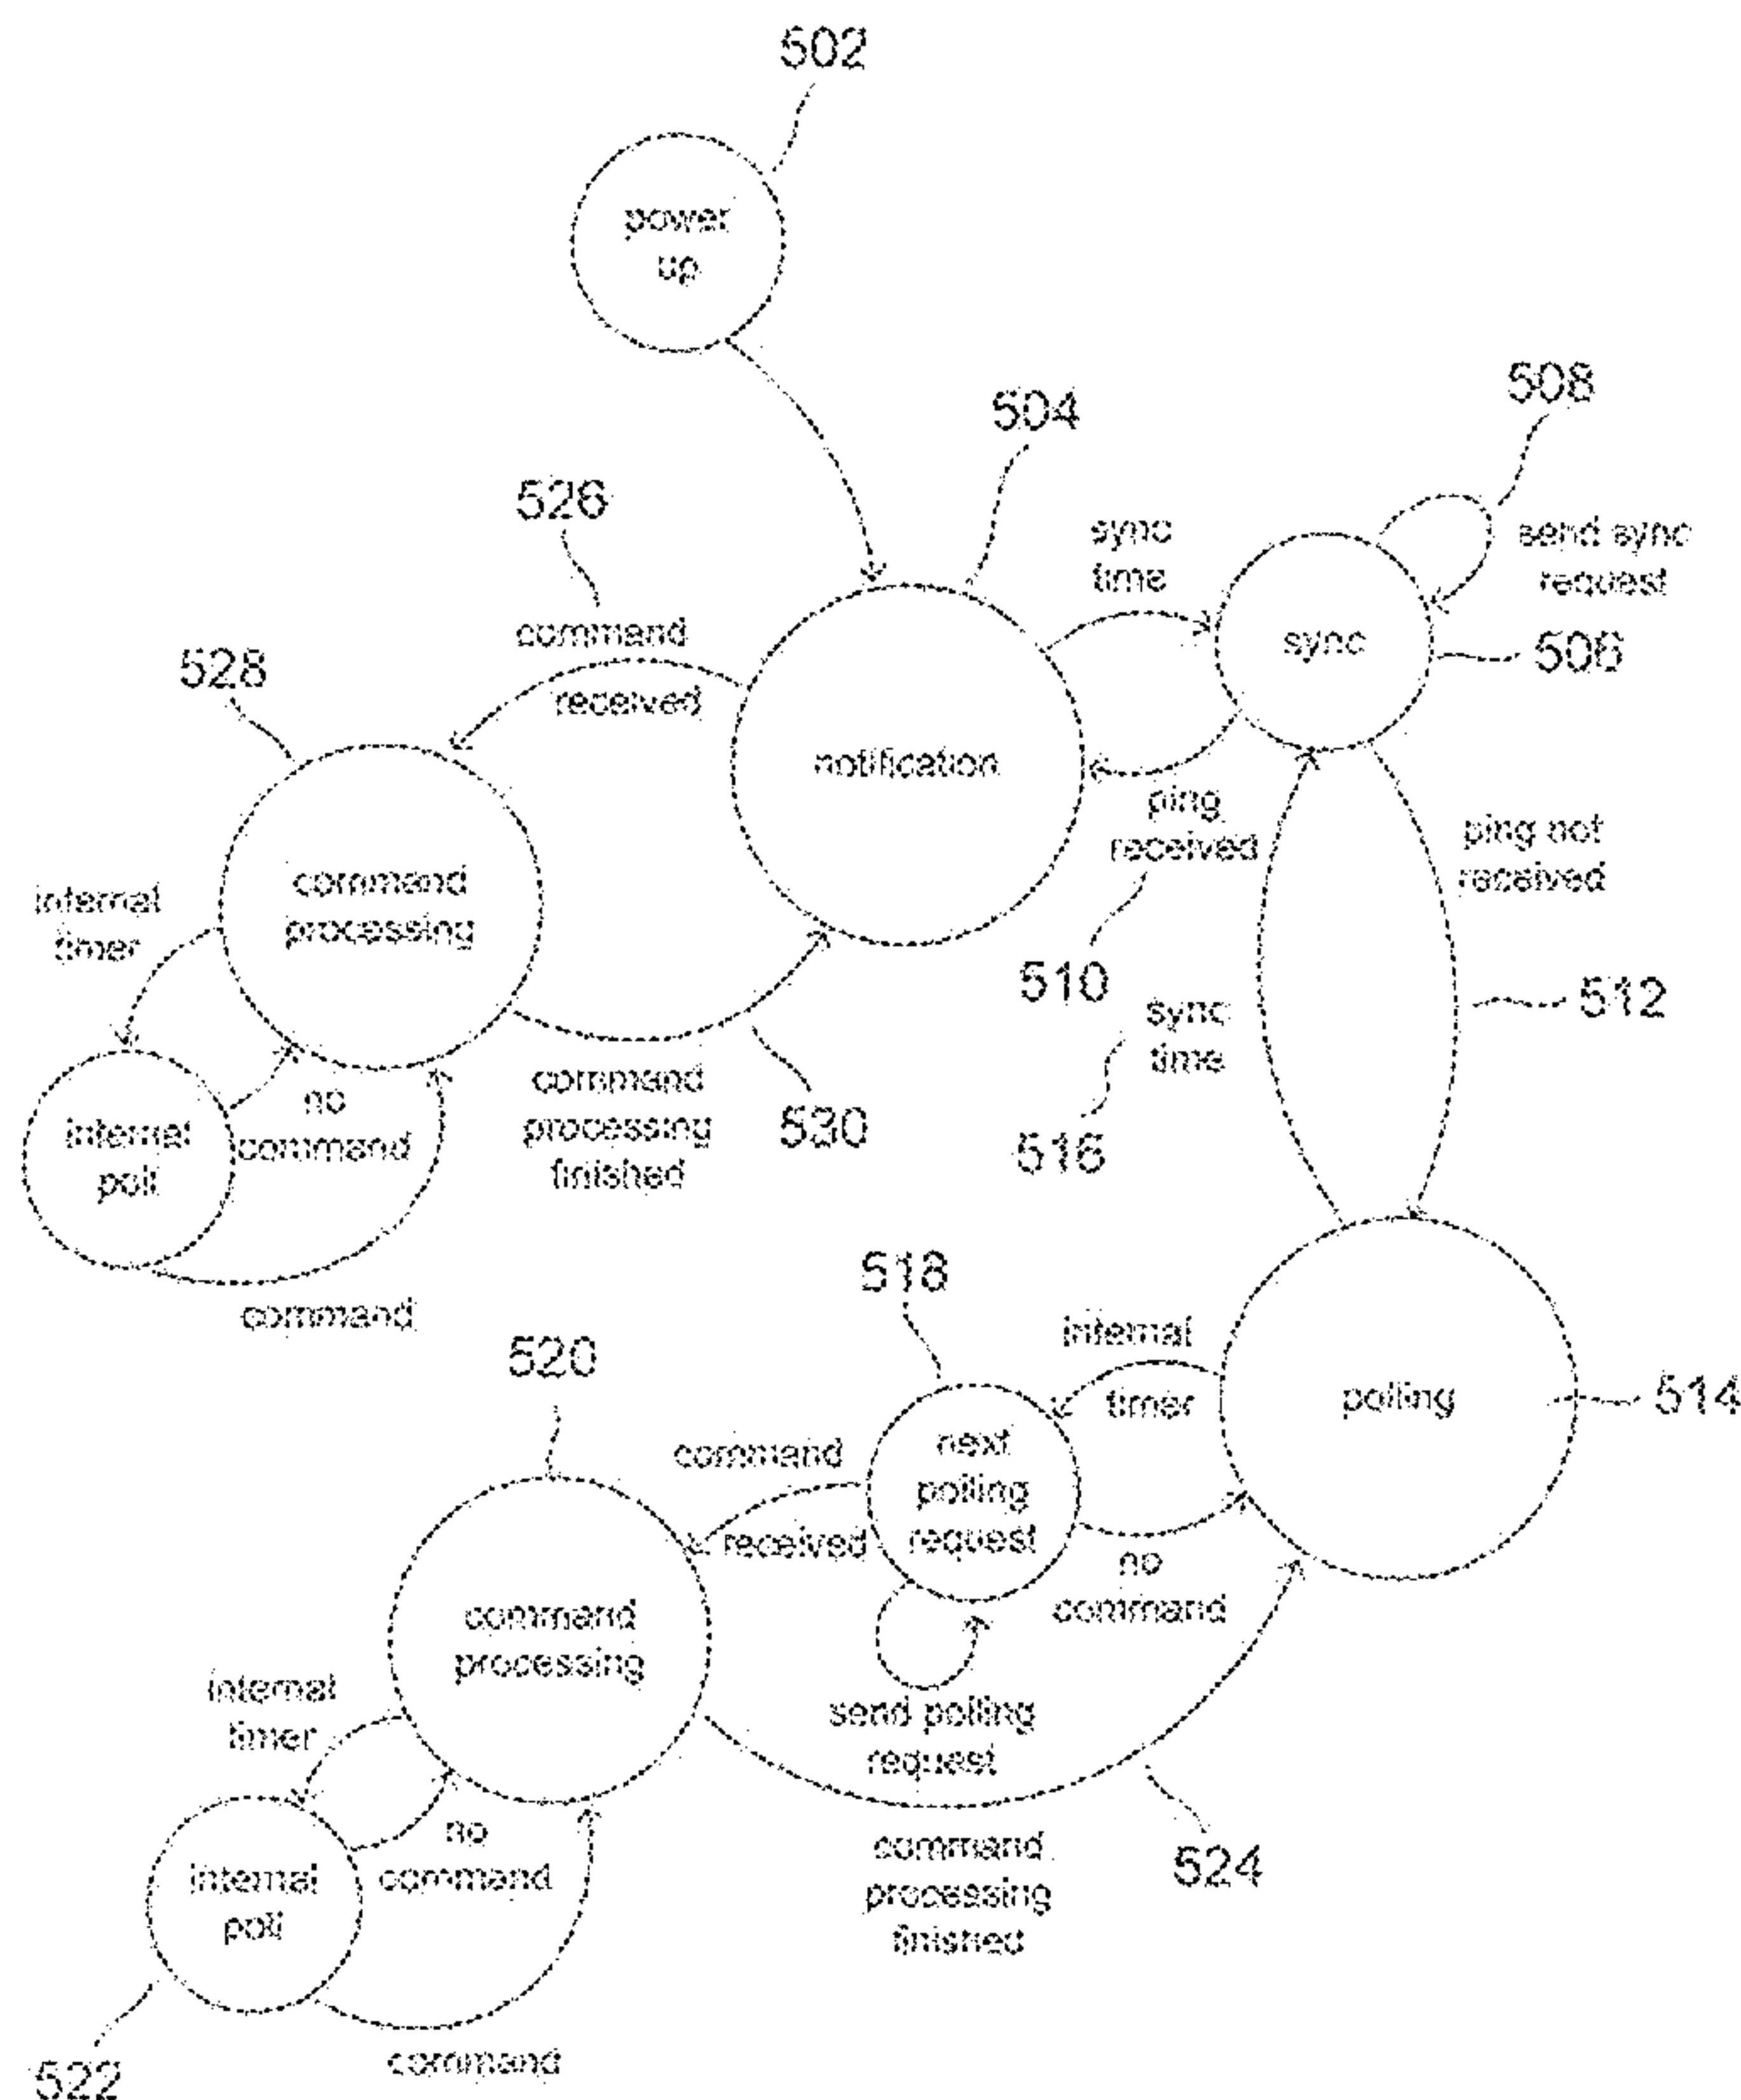 502
power
up
508
504
526
sync
time
send sync
request
command
received
sync
506
528
notification
ping
received
ping not
received
command
processing
internal
timer
510
512
sync
time
516
no
command
internal
poll
command
processing
finished
530
command
518
520
internal
timer
polling
514
command
received
next
polling
request
no
command
command
processing
send polling
request
internal
timer
no
command
internal
poll
command
processing
finished
524
command
522